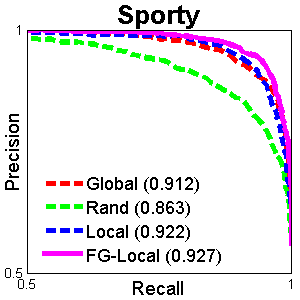 Sporty
1
Precision
Global (0.912)
Rand (0.863)
Local (0.922)
FG-Local (0.927)
0.5
0.5
Recall
1